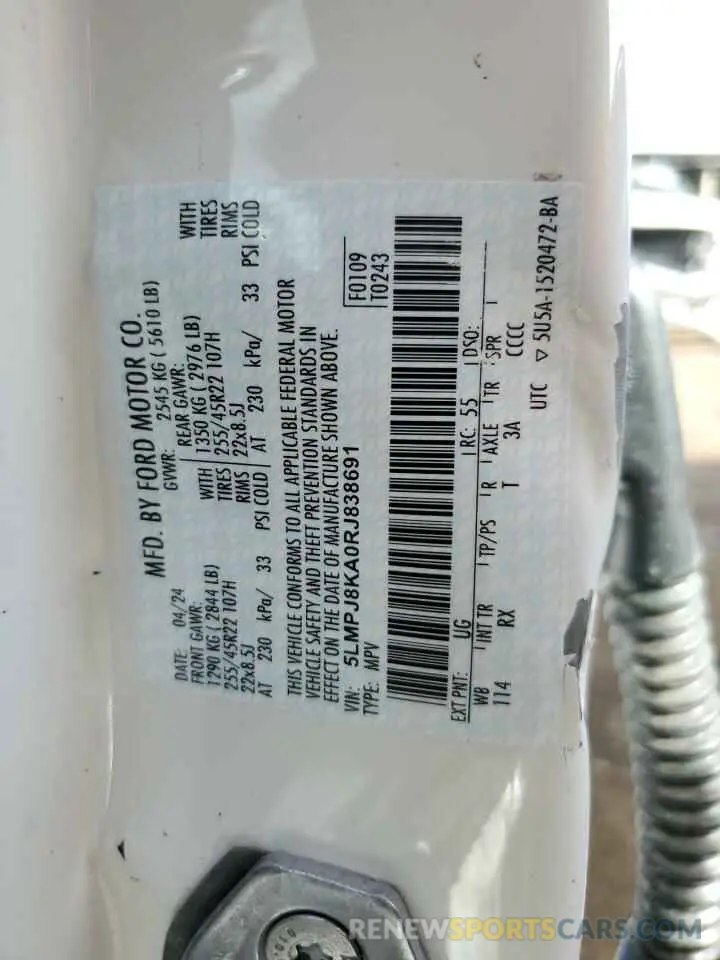 MFD. BY FORD MOTOR CO.
DATE: 04/24 GVWR: 2545 KG ( 5610 LB)
FRONT GAWR: REAR GAWR:
1290 KG ( 2844 LB) WITH 1350 KG ( 2976 LB) WITH
255/45R22 107H TIRES 255/45R22 107H TIRES
22x8.5J RIMS 22x8.5J RIMS
AT 230 kPa/ 33 PSI COLD AT 230 kPa/ 33 PSI COLD
THIS VEHICLE CONFORMS TO ALL APPLICABLE FEDERAL MOTOR
VEHICLE SAFETY AND THEFT PREVENTION STANDARDS IN
EFFECT ON THE DATE OF MANUFACTURE SHOWN ABOVE.
VIN: 5LMPJ8KA0RJ838691 F0109
TYPE: MPV T0243
EXT PNT: UG RC: 55 DSO:
WB INT TR TP/PS R AXLE TR SPR
114 RX T 3A CCCC
UTC ▽ 5U5A-1520472-BA
RENEWSPORTSCARS.COM